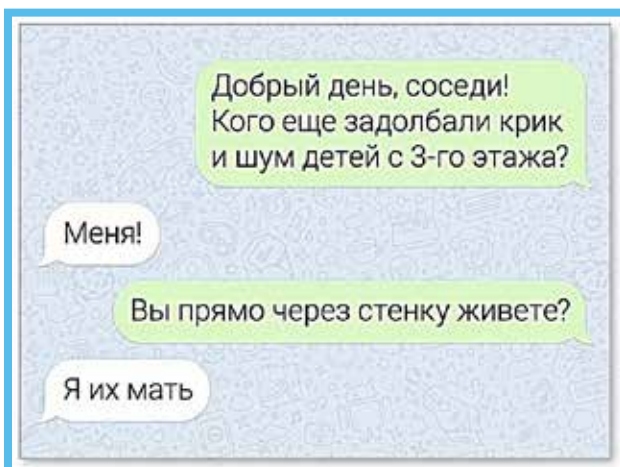 Добрый день, соседи!
Кого еще задолбали крик
и шум детей с 3-го этажа?
Меня!
Вы прямо через стенку живете?
Я их мать